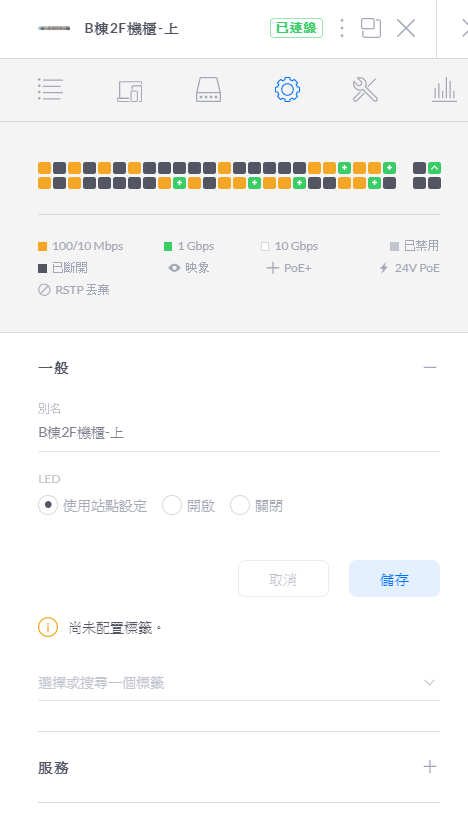 B棟2F機櫃-上 已連線
100/10 Mbps 1 Gbps 10 Gbps 已禁用
已斷開 映象 PoE+ 24V PoE
RSTP 丟棄
一般
別名
B棟2F機櫃-上
LED
使用站點設定 開啟 關閉
取消 儲存
尚未配置標籤。
選擇或搜尋一個標籤
服務